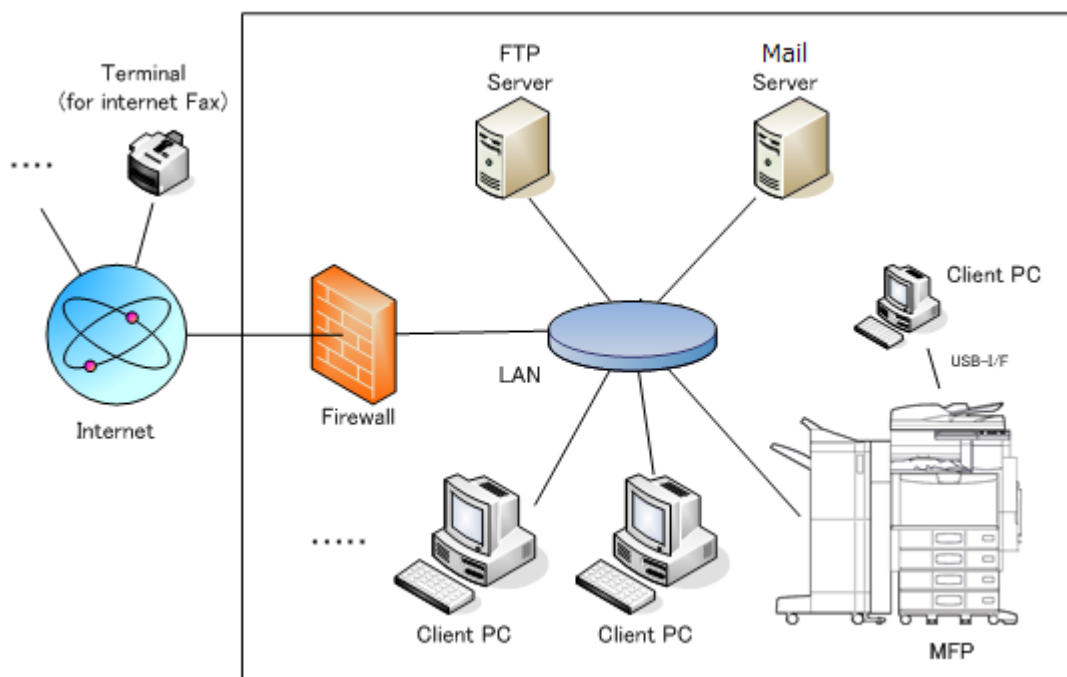 FTP
Server
Mail
Server
Terminal
(for internet Fax)
....
Client PC
USB-I/F
LAN
Firewall
Internet
.....
Client PC
Client PC
MFP